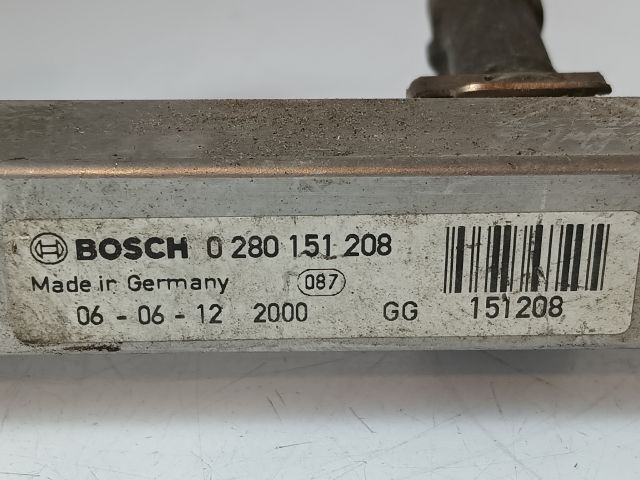 BOSCH 0 280 151 208
Made in Germany 087
06 - 06 - 12 2000 GG 151208